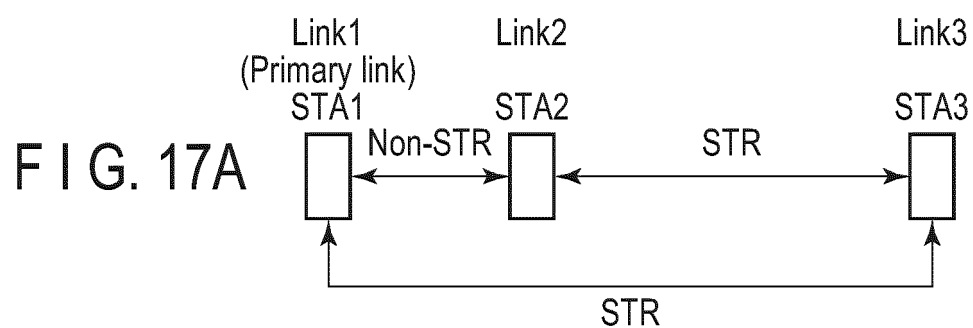 Link1
(Primary link)
STA1
Link2
STA2
Link3
STA3
Non-STR
STR
F I G. 17A
STR